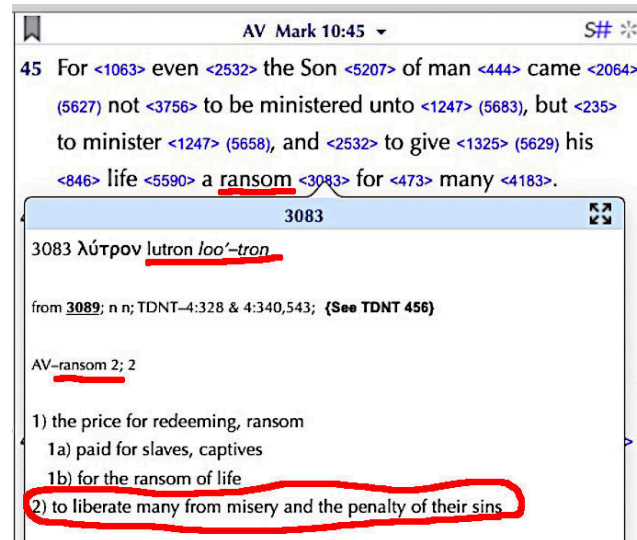 AV Mark 10:45 S#
45 For <1063> even <2532> the Son <5207> of man <444> came <2064>
(5627) not <3756> to be ministered unto <1247> (5683), but <235>
to minister <1247> (5658), and <2532> to give <1325> (5629) his
<846> life <5590> a ransom <3083> for <473> many <4183>.
3083
3083 λύτρον lutron loo’–tron
from 3089; n n; TDNT–4:328 & 4:340,543; {See TDNT 456}
AV–ransom 2; 2
1) the price for redeeming, ransom
1a) paid for slaves, captives
1b) for the ransom of life
2) to liberate many from misery and the penalty of their sins